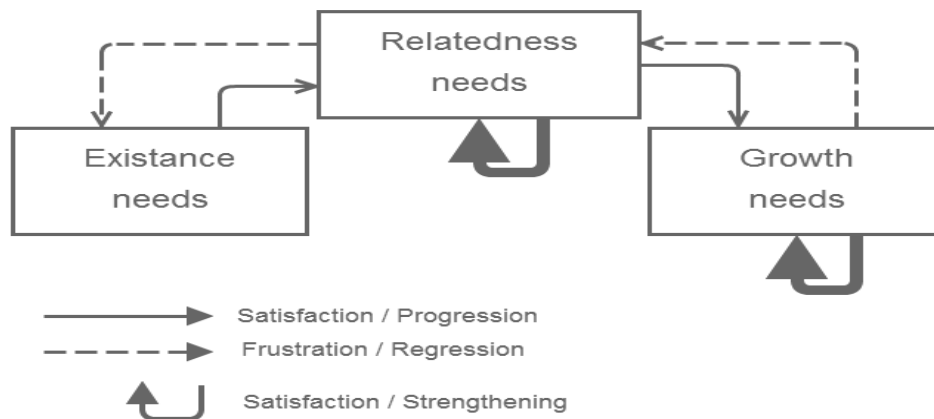 Relatedness
needs
Existance
needs
Growth
needs
Satisfaction / Progression
Frustration / Regression
Satisfaction / Strengthening